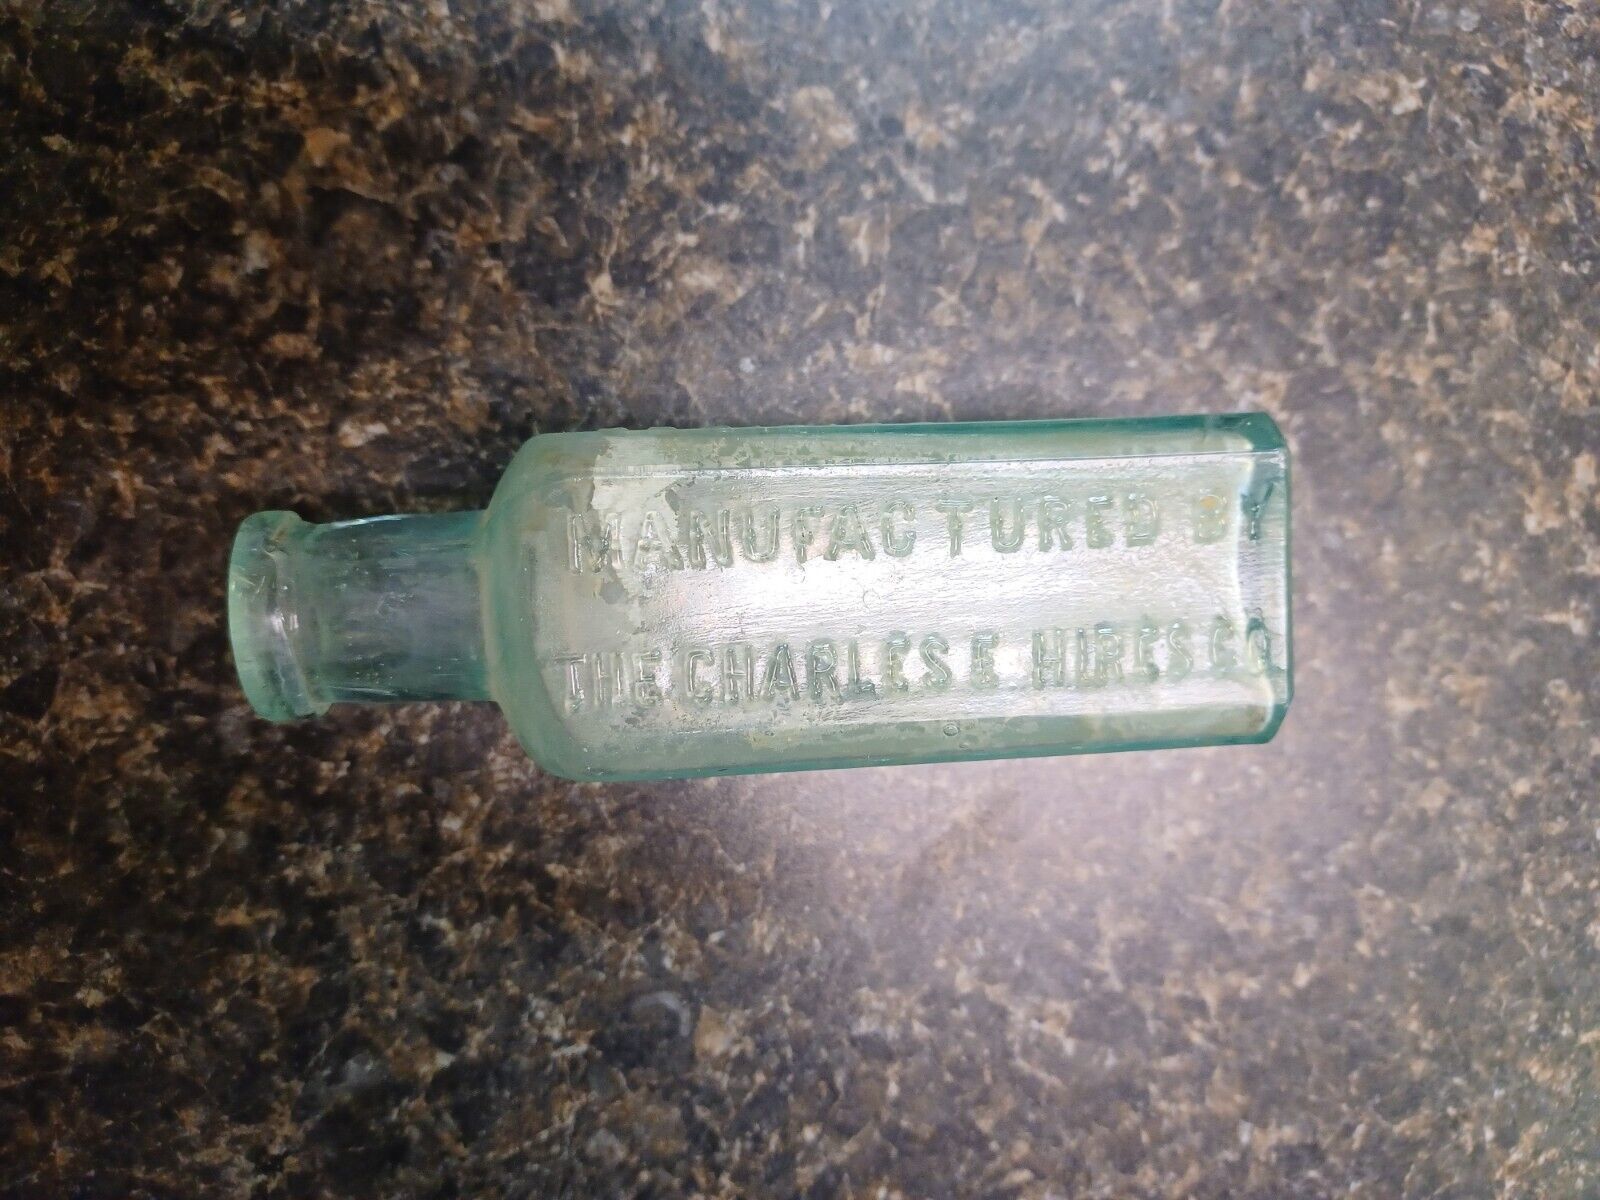 MANUFACTURED BY
THE CHARLES E. HIRES CO